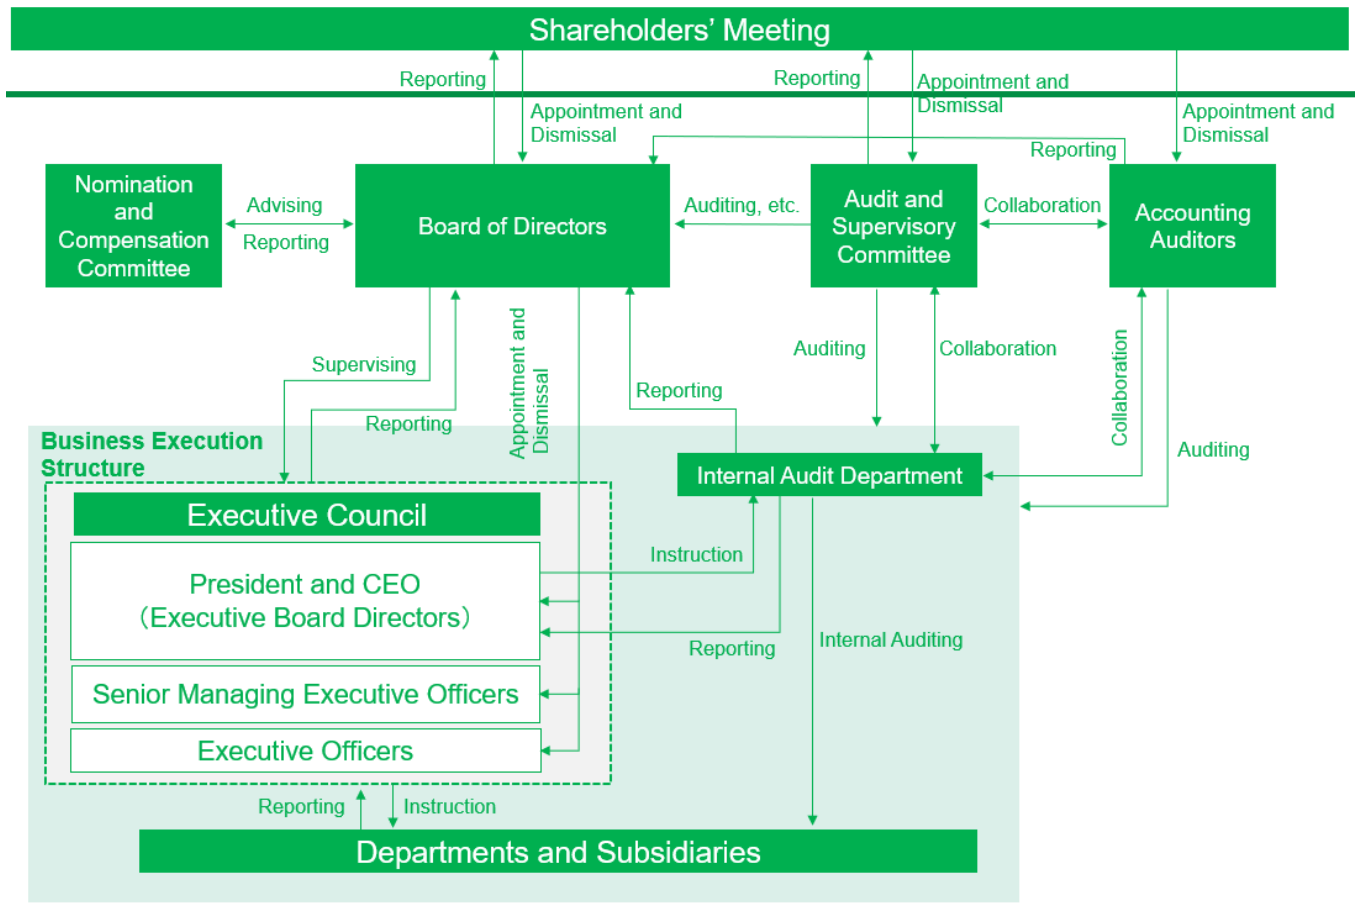 Shareholders' Meeting
Reporting
Reporting
Appointment and
Dismissal
Appointment and
Dismissal
Appointment and
Dismissal
Reporting
Nomination
and
Compensation
Committee
Advising
Reporting
Board of Directors
Auditing, etc.
Audit and
Supervisory
Committee
Collaboration
Accounting
Auditors
Supervising
Reporting
Appointment and
Dismissal
Reporting
Auditing
Collaboration
Collaboration
Auditing
Business Execution
Structure
Internal Audit Department
Executive Council
President and CEO
（Executive Board Directors）
Instruction
Reporting
Internal Auditing
Senior Managing Executive Officers
Executive Officers
Reporting
Instruction
Departments and Subsidiaries